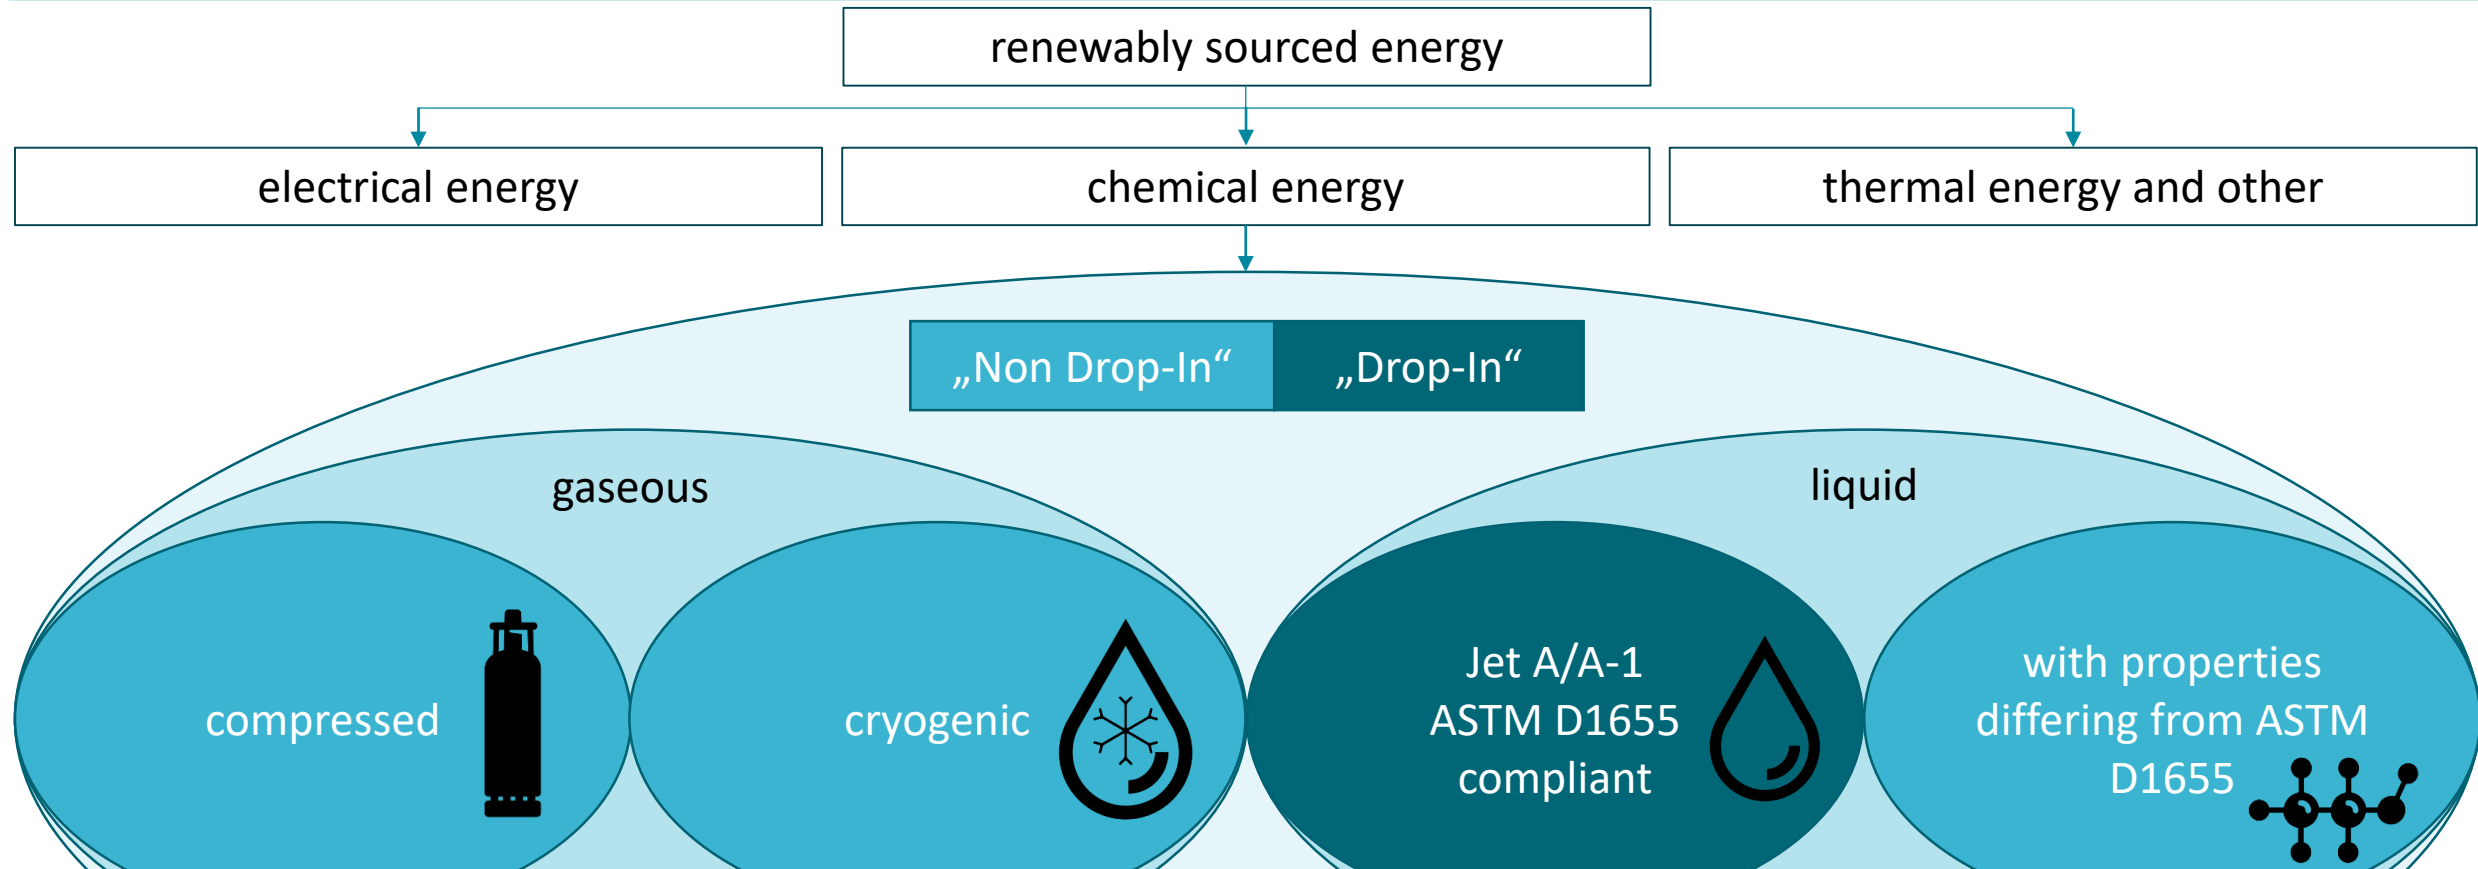 renewably sourced energy
electrical energy
chemical energy
thermal energy and other
„Non Drop-In“
„Drop-In“
gaseous
liquid
compressed
cryogenic
Jet A/A-1
ASTM D1655
compliant
with properties
differing from ASTM
D1655